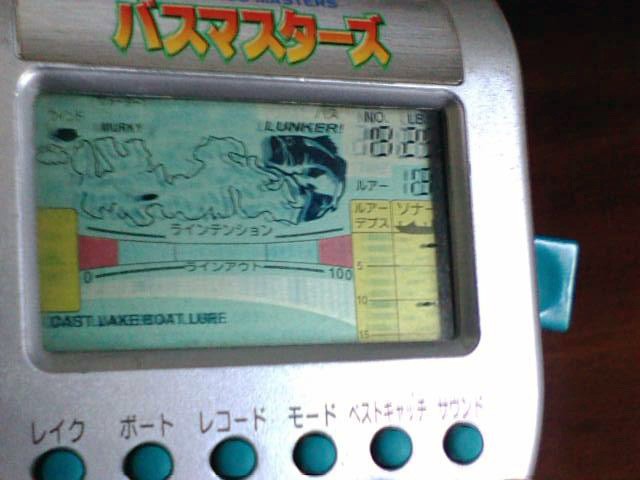 MASTERS
バスマスターズ
MURKY
LUNKER!
バス
NO.
LB
ルアー
ラインテンション
ルアー
デプス
ソナー
0
ラインアウト
100
5
10
15
CAST LAKE BOAT LURE
レイク
ボート
レコード
モード
ベストキャッチ
サウンド